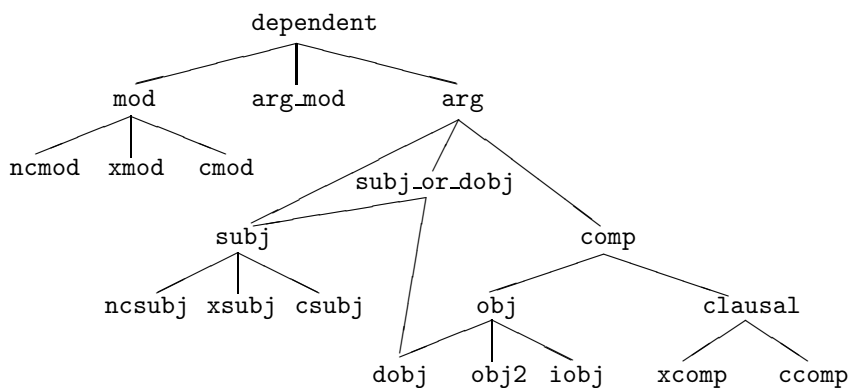 dependent
mod arg_mod arg
ncmod xmod cmod
subj_or_dobj
subj comp
ncsubj xsubj csubj obj clausal
dobj obj2 iobj xcomp ccomp